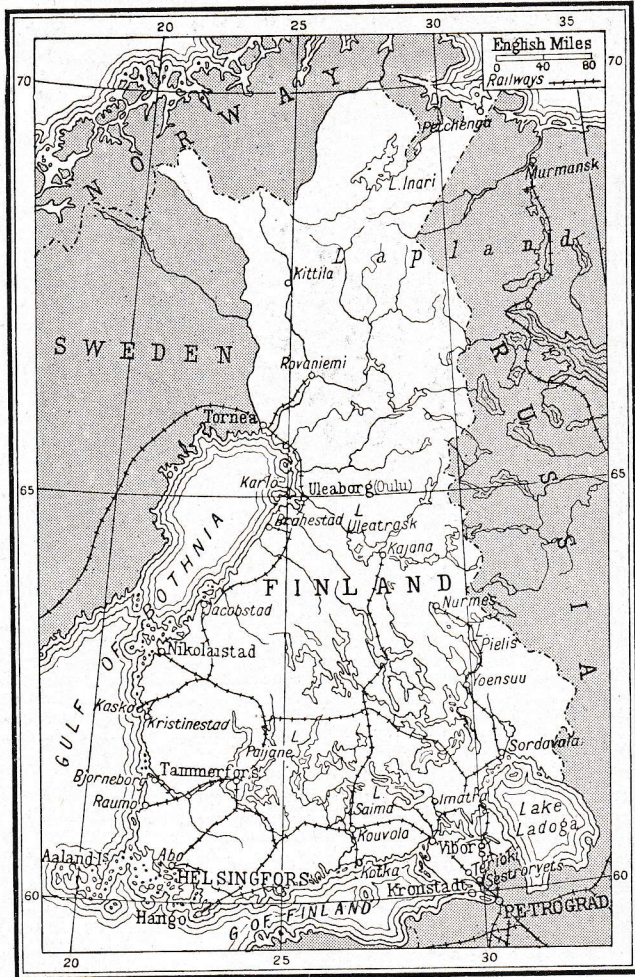 20 25 30 35
English Miles
0 40 80
Railways
70
70
NORWAY
Petchenga
Murmansk
L. Inari
Lapland
Kittila
SWEDEN
RUSSIA
Rovaniemi
Tornea
Karlo
65
65
Uleaborg (Oulu)
Brahestad
L
Uleatrask
Kajana
GULF OF BOTHNIA
FINLAND
Jacobstad
Nurmes
Nikolaistad
Pielis
Yoensuu
Kasko
Kristinestad
Sordavala
L
Paijane
Bjorneborg
Tammerfors
L.
Saima
Imatra
Raumo
Lake
Ladoga
Kouvola
Viborg
Aaland Is
Abo
Kotka
Terioki
HELSINGFORS
Sestroryets
Kronstadt
60
60
Hango
G. OF FINLAND
PETROGRAD
20 25 30